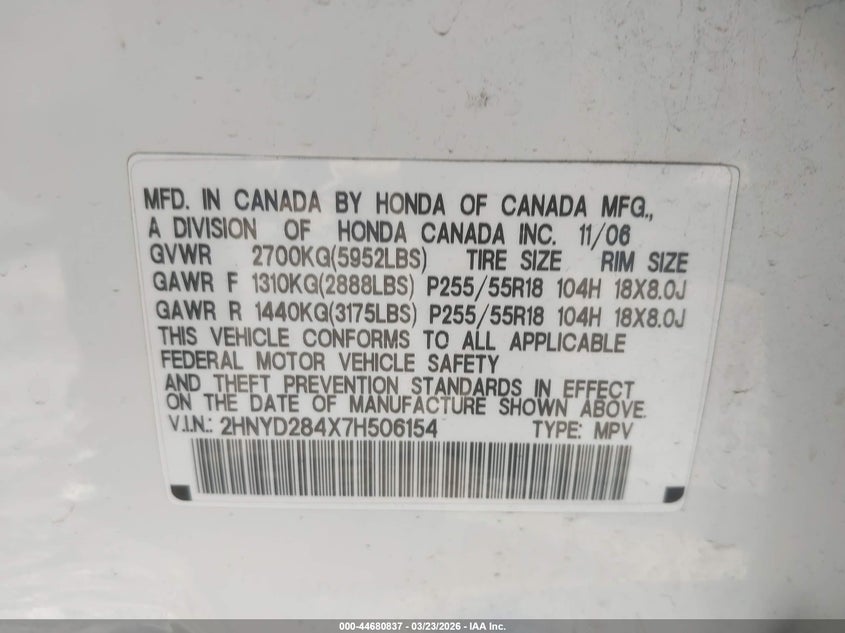 MFD. IN CANADA BY HONDA OF CANADA MFG.,
A DIVISION OF HONDA CANADA INC. 11/06
GVWR 2700KG(5952LBS) TIRE SIZE RIM SIZE
GAWR F 1310KG(2888LBS) P255/55R18 104H 18X8.0J
GAWR R 1440KG(3175LBS) P255/55R18 104H 18X8.0J
THIS VEHICLE CONFORMS TO ALL APPLICABLE
FEDERAL MOTOR VEHICLE SAFETY
AND THEFT PREVENTION STANDARDS IN EFFECT
ON THE DATE OF MANUFACTURE SHOWN ABOVE.
V.I.N.: 2HNYD284X7H506154 TYPE: MPV
000-44680837 - 03/23/2026 - IAA Inc.